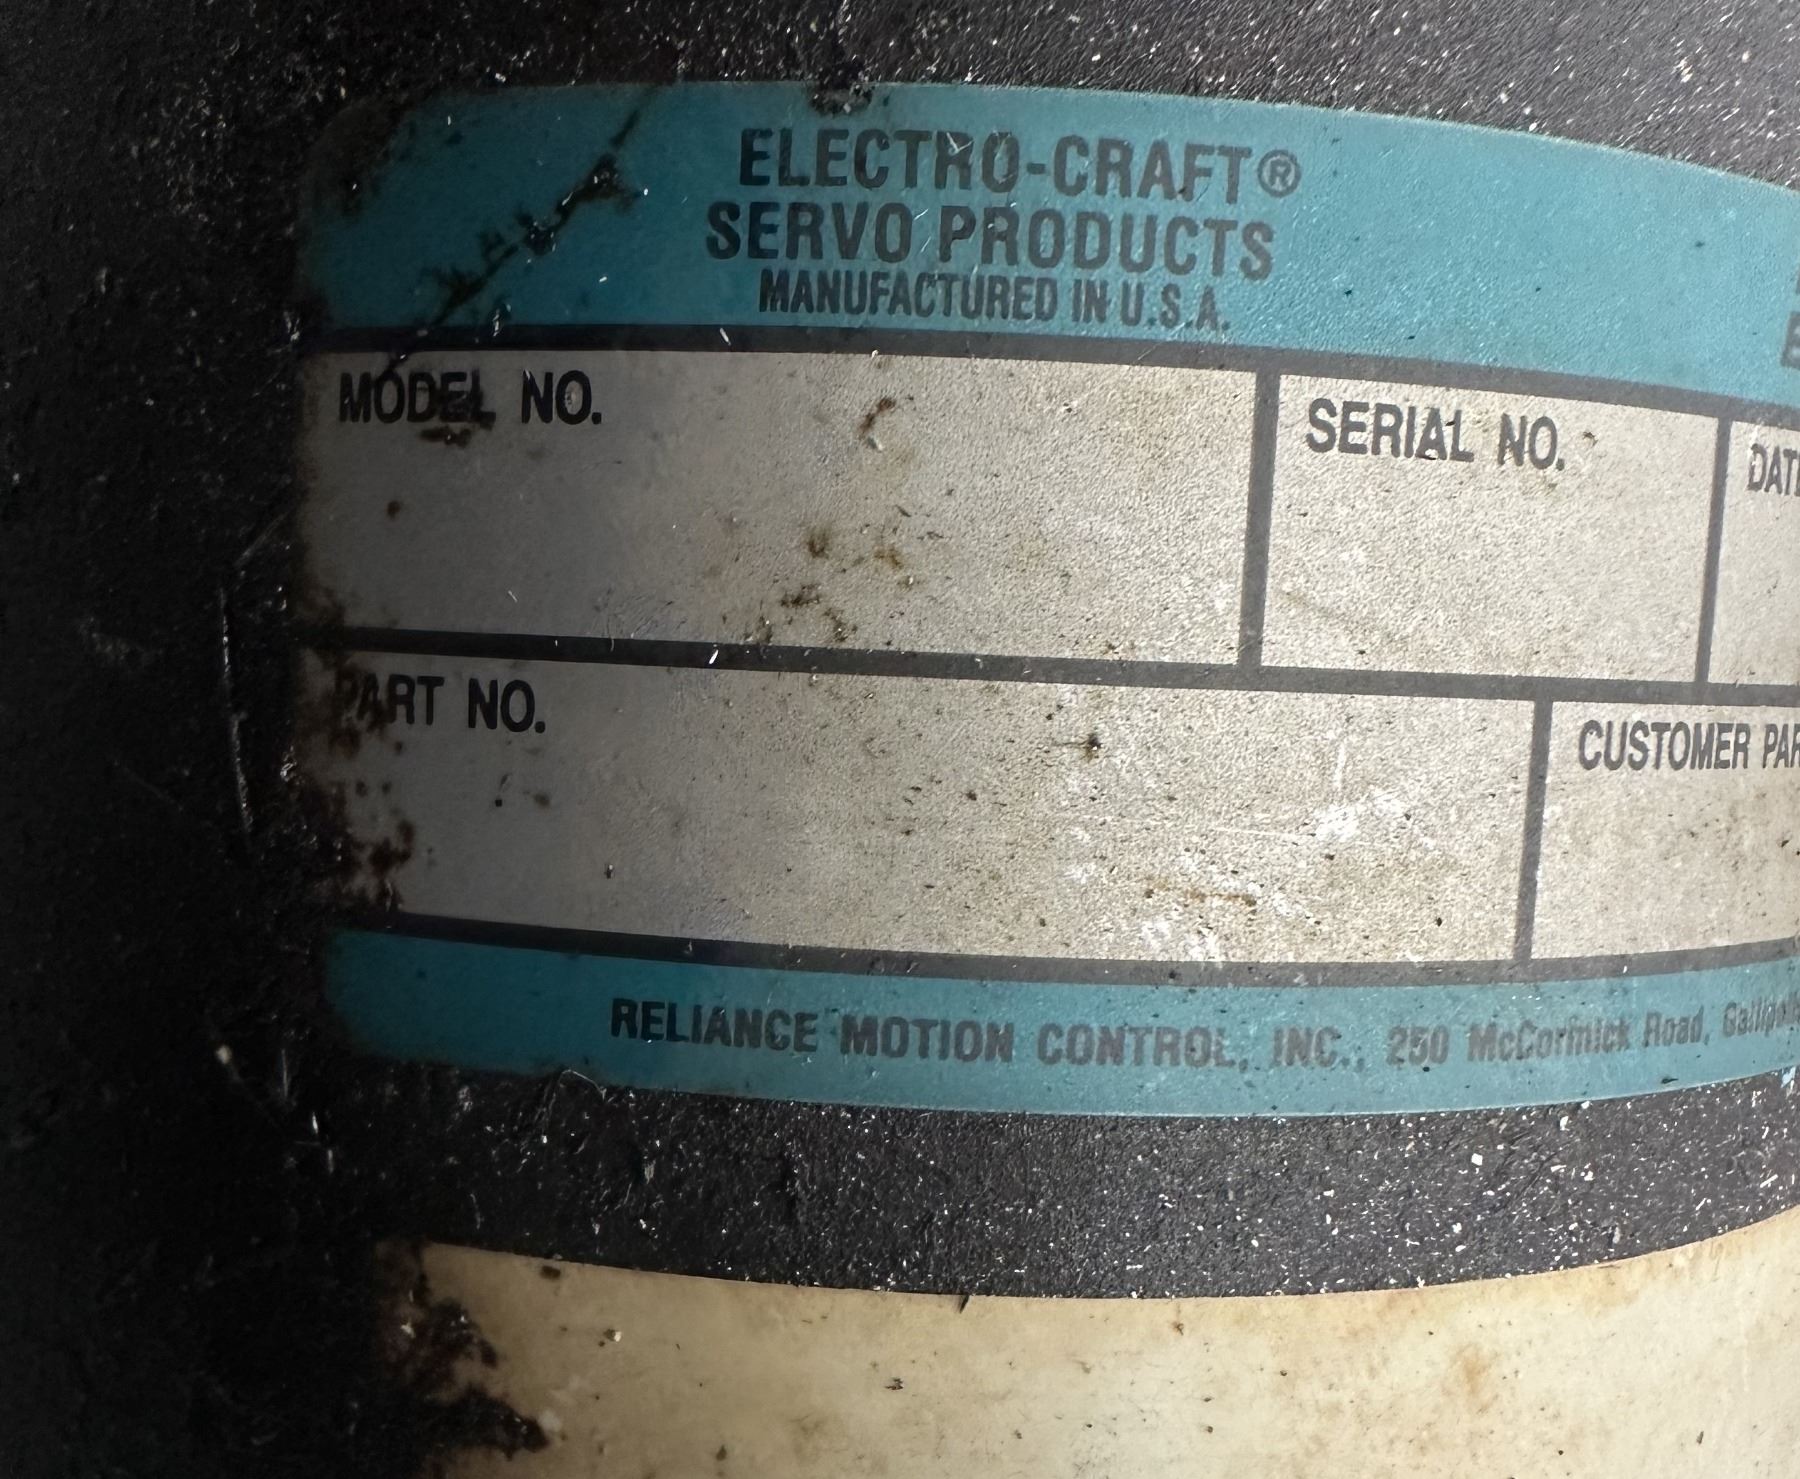 ELECTRO-CRAFT®
SERVO PRODUCTS
MANUFACTURED IN U.S.A.
MODEL NO.
SERIAL NO.
PART NO.
CUSTOMER
RELIANCE MOTION CONTROL, INC., 250 McCormick Road,